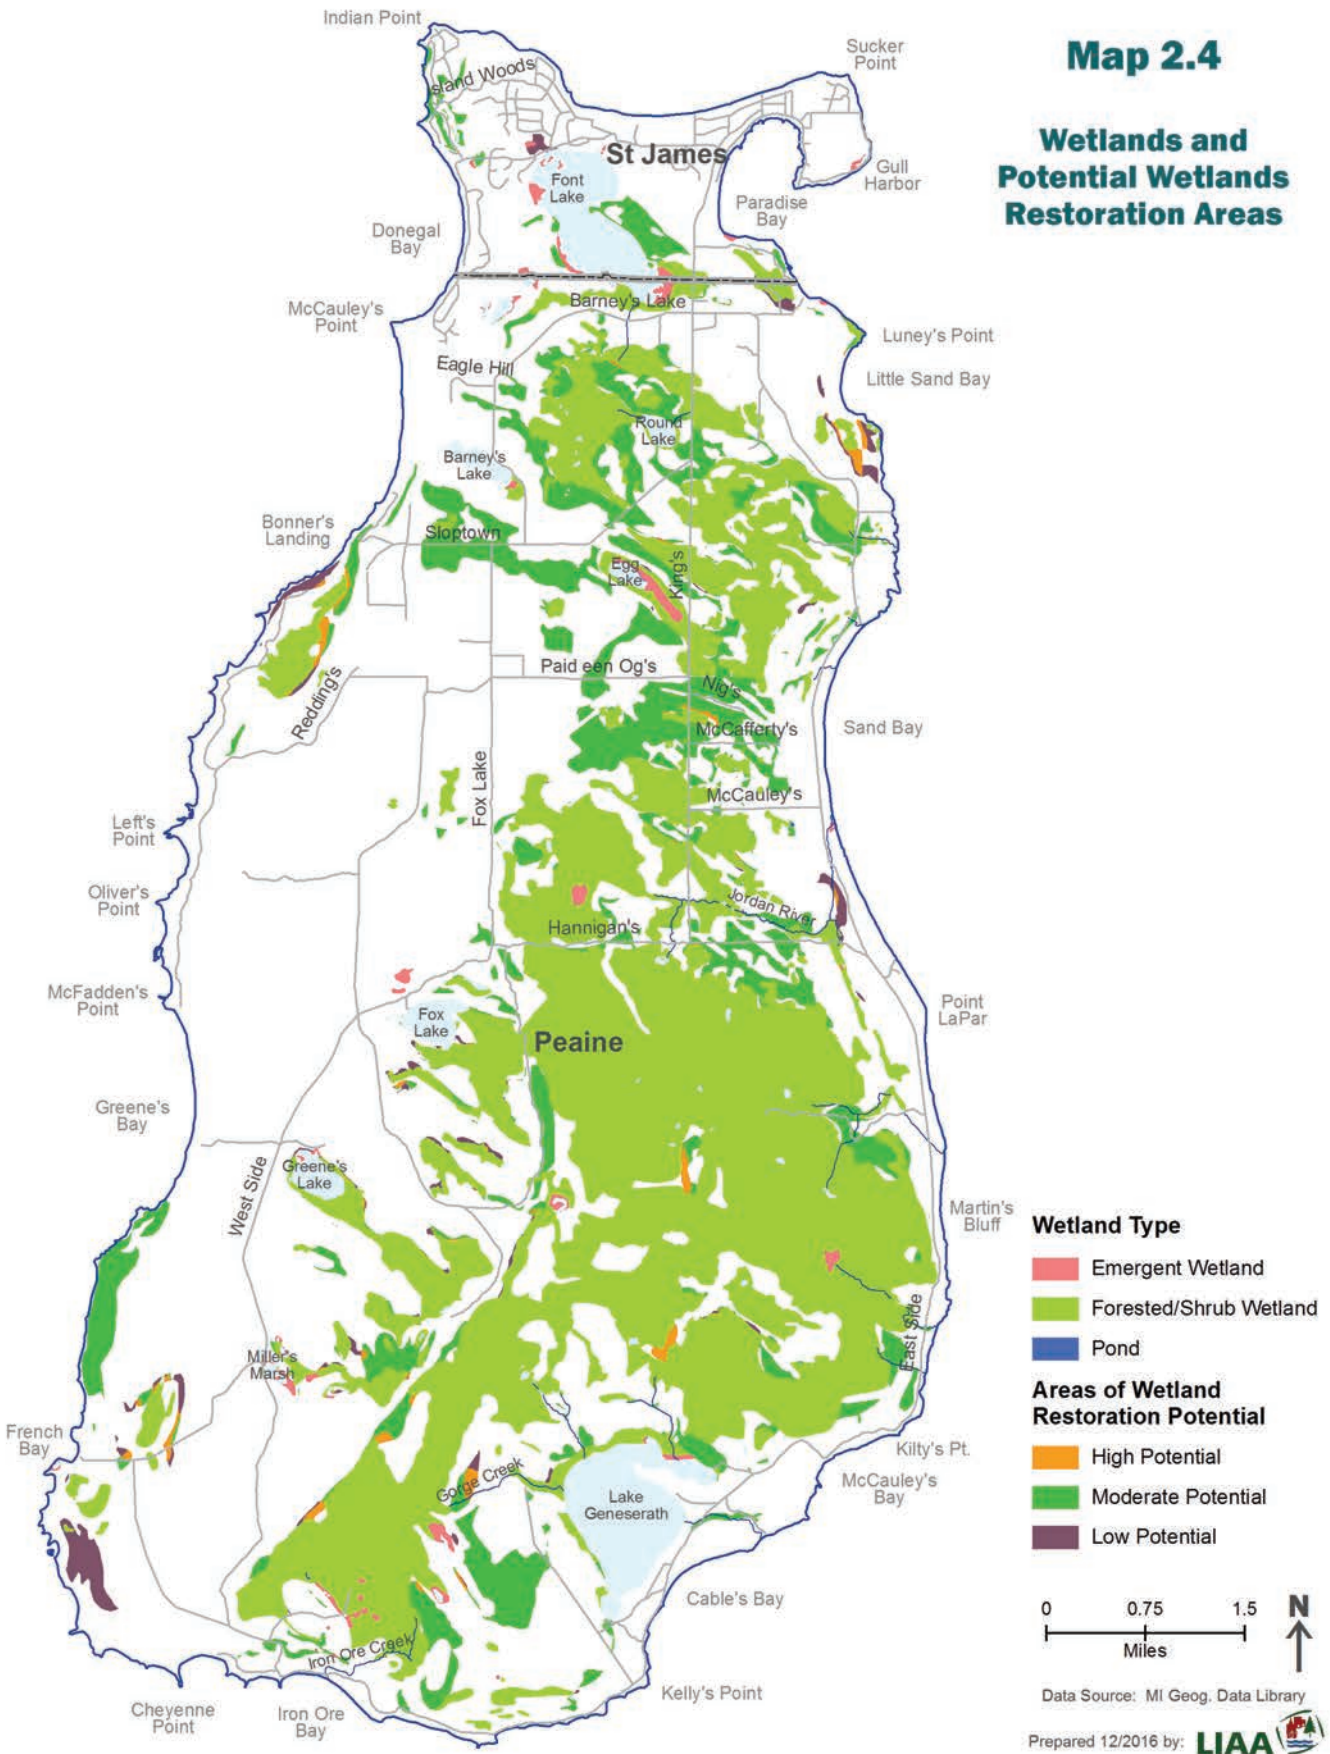 Map 2.4
Wetlands and
Potential Wetlands
Restoration Areas
Indian Point
Sucker
Point
sland Woods
St James
Font
Lake
Gull
Harbor
Paradise
Bay
Donegal
Bay
Barney's Lake
McCauley's
Point
Luney's Point
Eagle Hill
Little Sand Bay
Round
Lake
Barney's
Lake
Bonner's
Landing
Sloptown
Egg
Lake
King's
Paid een Og's
Nig's
Redding's
McCafferty's
Sand Bay
Fox Lake
McCauley's
Left's
Point
Oliver's
Point
Jordan River
Hannigan's
McFadden's
Point
Point
LaPar
Fox
Lake
Peaine
Greene's
Bay
Greene's
Lake
West Side
Martin's
Bluff
East Side
Miller's
Marsh
French
Bay
Kilty's Pt.
McCauley's
Bay
Gorge Creek
Lake
Geneserath
Cable's Bay
Iron Ore Creek
Kelly's Point
Cheyenne
Point
Iron Ore
Bay
Wetland Type
Emergent Wetland
Forested/Shrub Wetland
Pond
Areas of Wetland
Restoration Potential
High Potential
Moderate Potential
Low Potential
0 0.75 1.5
Miles
N
Data Source: MI Geog. Data Library
Prepared 12/2016 by: LIAA